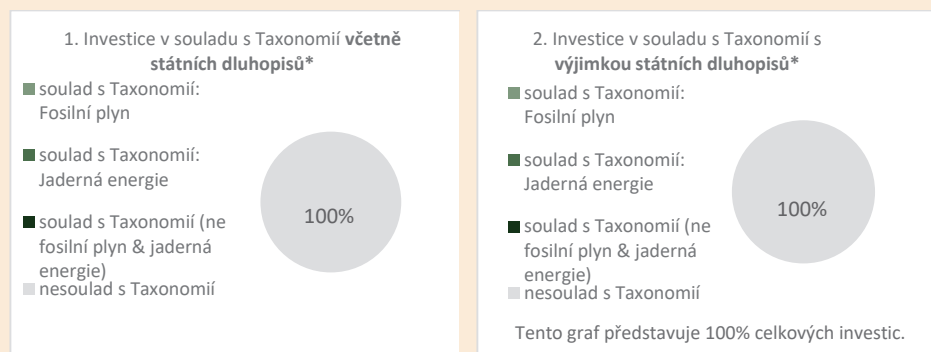 1. Investice v souladu s Taxonomií včetně
státních dluhopisů*
soulad s Taxonomií:
Fosilní plyn
soulad s Taxonomií:
Jaderná energie
soulad s Taxonomií (ne
fosilní plyn & jaderná
energie)
nesoulad s Taxonomií
100%
2. Investice v souladu s Taxonomií s
výjimkou státních dluhopisů*
soulad s Taxonomií:
Fosilní plyn
soulad s Taxonomií:
Jaderná energie
soulad s Taxonomií (ne
fosilní plyn & jaderná
energie)
nesoulad s Taxonomií
100%
Tento graf představuje 100% celkových investic.